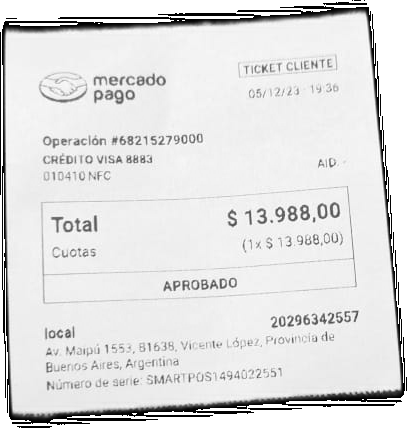 mercado
pago
TICKET CLIENTE
05/12/23 19:36
Operación #68215279000
CRÉDITO VISA 8883
010410 NFC
AID: -
Total $ 13.988,00
Cuotas (1x $ 13.988,00)
APROBADO
local 20296342557
Av. Maipú 1553, B1638, Vicente López, Provincia de
Buenos Aires, Argentina
Número de serie: SMARTPOS1494022551